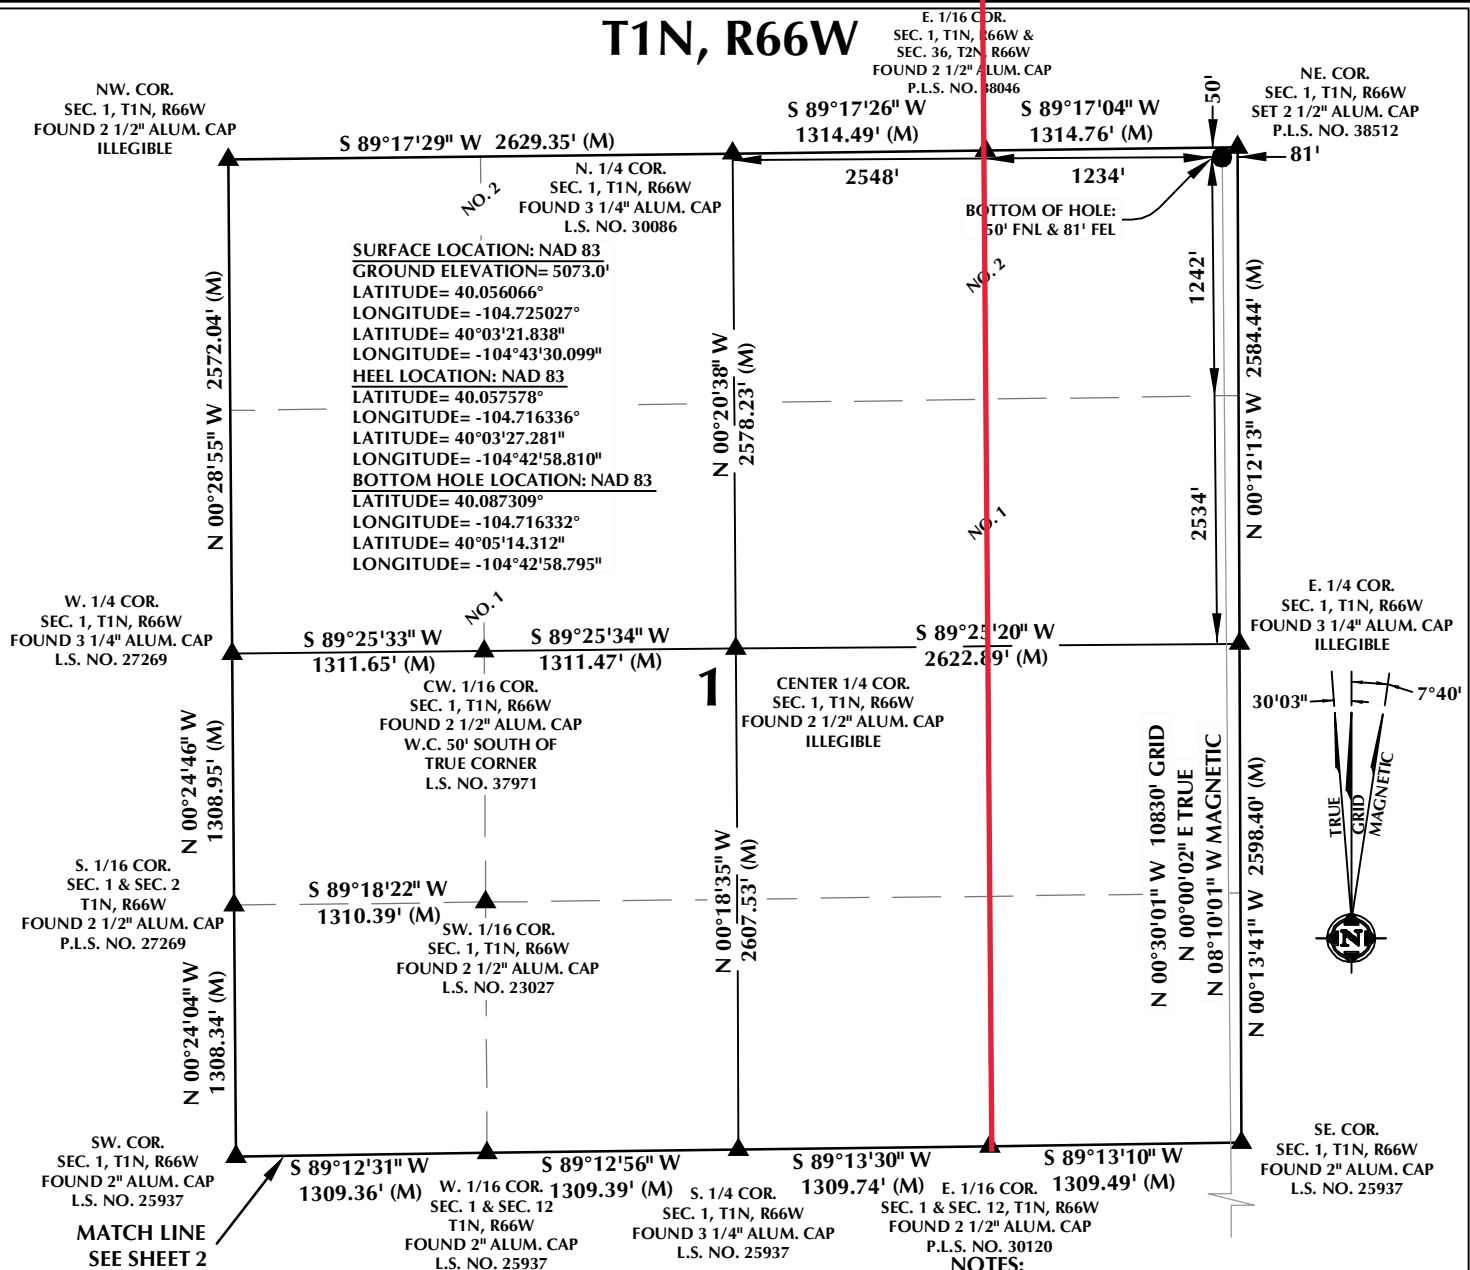 T1N, R66W
E. 1/16 COR.
SEC. 1, T1N, R66W &
SEC. 36, T2N, R66W
FOUND 2 1/2" ALUM. CAP
P.L.S. NO. 38046
NW. COR.
SEC. 1, T1N, R66W
FOUND 2 1/2" ALUM. CAP
ILLEGIBLE
NE. COR.
SEC. 1, T1N, R66W
SET 2 1/2" ALUM. CAP
P.L.S. NO. 38512
S 89°17'29" W 2629.35' (M)
S 89°17'26" W
1314.49' (M)
S 89°17'04" W
1314.76' (M)
50'
81'
2548'
1234'
N. 1/4 COR.
SEC. 1, T1N, R66W
FOUND 3 1/4" ALUM. CAP
L.S. NO. 30086
NO. 2
BOTTOM OF HOLE:
50' FNL & 81' FEL
NO. 2
SURFACE LOCATION: NAD 83
GROUND ELEVATION= 5073.0'
LATITUDE= 40.056066°
LONGITUDE= -104.725027°
LATITUDE= 40°03'21.838"
LONGITUDE= -104°43'30.099"
HEEL LOCATION: NAD 83
LATITUDE= 40.057578°
LONGITUDE= -104.716336°
LATITUDE= 40°03'27.281"
LONGITUDE= -104°42'58.810"
BOTTOM HOLE LOCATION: NAD 83
LATITUDE= 40.087309°
LONGITUDE= -104.716332°
LATITUDE= 40°05'14.312"
LONGITUDE= -104°42'58.795"
N 00°28'55" W 2572.04' (M)
N 00°20'38" W
2578.23' (M)
1242'
2534'
N 00°12'13" W 2584.44' (M)
NO. 1
NO. 1
W. 1/4 COR.
SEC. 1, T1N, R66W
FOUND 3 1/4" ALUM. CAP
L.S. NO. 27269
S 89°25'33" W
1311.65' (M)
S 89°25'34" W
1311.47' (M)
S 89°25'20" W
2622.89' (M)
E. 1/4 COR.
SEC. 1, T1N, R66W
FOUND 3 1/4" ALUM. CAP
ILLEGIBLE
CW. 1/16 COR.
SEC. 1, T1N, R66W
FOUND 2 1/2" ALUM. CAP
W.C. 50' SOUTH OF
TRUE CORNER
L.S. NO. 37971
1
CENTER 1/4 COR.
SEC. 1, T1N, R66W
FOUND 2 1/2" ALUM. CAP
ILLEGIBLE
30'03"
7°40'
TRUE
GRID
MAGNETIC
N
N 00°24'46" W
1308.95' (M)
N 00°18'35" W
2607.53' (M)
N 00°30'01" W 10830' GRID
N 00°00'02" E TRUE
N 08°10'01" W MAGNETIC
N 00°13'41" W 2598.40' (M)
S. 1/16 COR.
SEC. 1 & SEC. 2
T1N, R66W
FOUND 2 1/2" ALUM. CAP
P.L.S. NO. 27269
S 89°18'22" W
1310.39' (M)
SW. 1/16 COR.
SEC. 1, T1N, R66W
FOUND 2 1/2" ALUM. CAP
L.S. NO. 23027
N 00°24'04" W
1308.34' (M)
SW. COR.
SEC. 1, T1N, R66W
FOUND 2" ALUM. CAP
L.S. NO. 25937
S 89°12'31" W
1309.36' (M)
S 89°12'56" W
1309.39' (M)
S 89°13'30" W
1309.74' (M)
S 89°13'10" W
1309.49' (M)
SE. COR.
SEC. 1, T1N, R66W
FOUND 2" ALUM. CAP
L.S. NO. 25937
W. 1/16 COR.
SEC. 1 & SEC. 12
T1N, R66W
FOUND 2" ALUM. CAP
L.S. NO. 25937
S. 1/4 COR.
SEC. 1, T1N, R66W
FOUND 3 1/4" ALUM. CAP
L.S. NO. 25937
E. 1/16 COR.
SEC. 1 & SEC. 12, T1N, R66W
FOUND 2 1/2" ALUM. CAP
P.L.S. NO. 30120
MATCH LINE
SEE SHEET 2
NOTES: